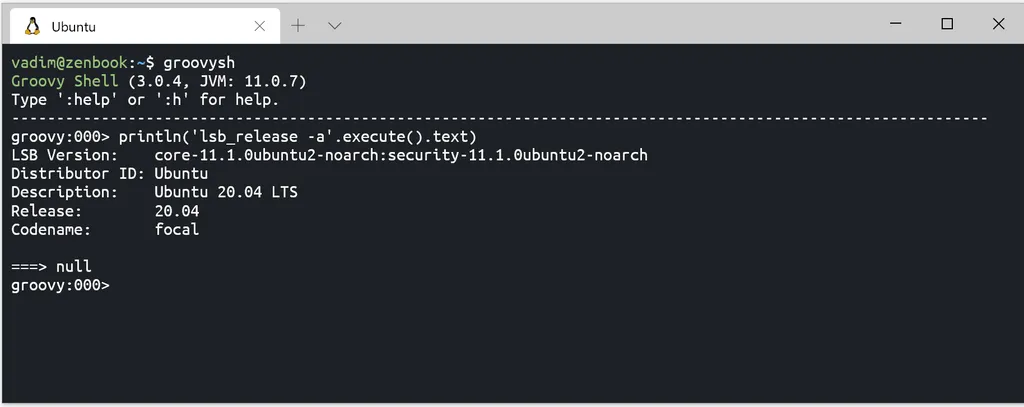 Ubuntu
vadim@zenbook:~$ groovysh
Groovy Shell (3.0.4, JVM: 11.0.7)
Type ':help' or ':h' for help.
-------------------------------------------------------------------------------------------------------------
groovy:000> println('lsb_release -a'.execute().text)
LSB Version:    core-11.1.0ubuntu2-noarch:security-11.1.0ubuntu2-noarch
Distributor ID: Ubuntu
Description:    Ubuntu 20.04 LTS
Release:        20.04
Codename:       focal
===> null
groovy:000>